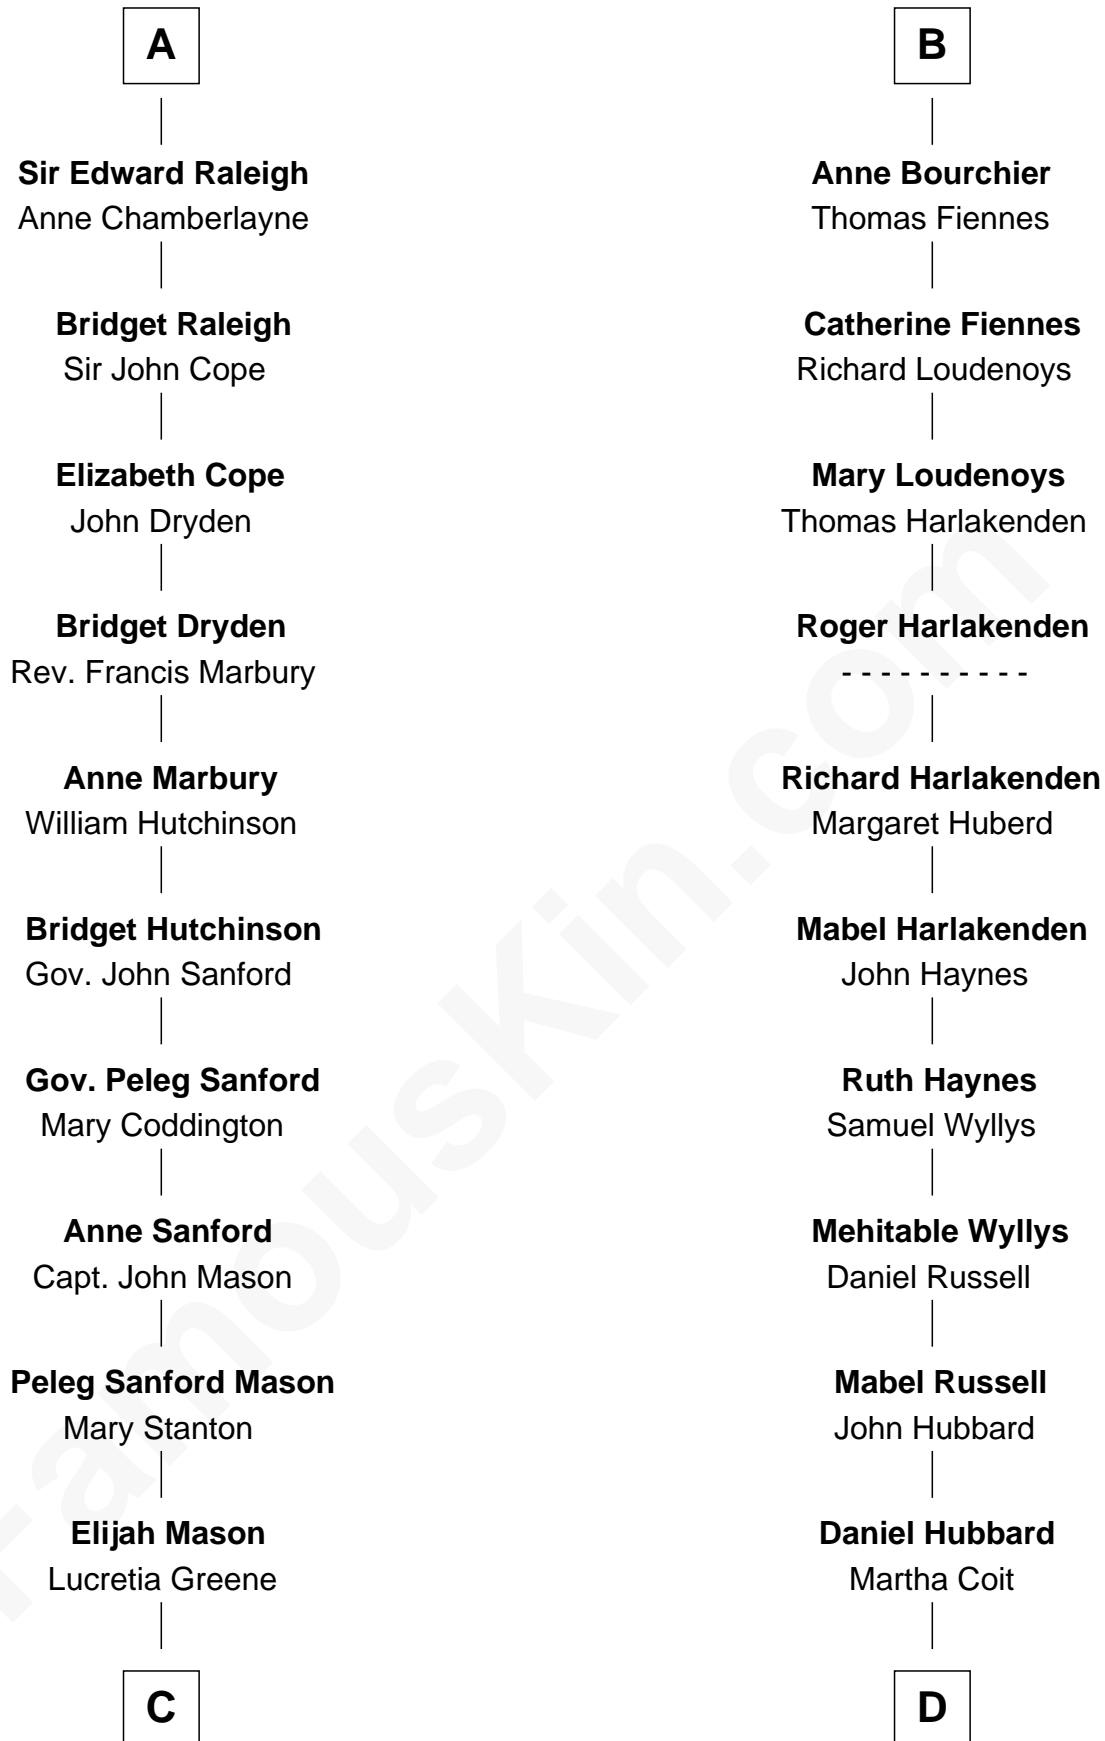 A
Sir Edward Raleigh
Anne Chamberlayne
Bridget Raleigh
Sir John Cope
Elizabeth Cope
John Dryden
Bridget Dryden
Rev. Francis Marbury
Anne Marbury
William Hutchinson
Bridget Hutchinson
Gov. John Sanford
Gov. Peleg Sanford
Mary Coddington
Anne Sanford
Capt. John Mason
Peleg Sanford Mason
Mary Stanton
Elijah Mason
Lucretia Greene
C
B
Anne Bourchier
Thomas Fiennes
Catherine Fiennes
Richard Loudenoys
Mary Loudenoys
Thomas Harlakenden
Roger Harlakenden
- - - - - - - - - -
Richard Harlakenden
Margaret Huberd
Mabel Harlakenden
John Haynes
Ruth Haynes
Samuel Wyllys
Mehitable Wyllys
Daniel Russell
Mabel Russell
John Hubbard
Daniel Hubbard
Martha Coit
D
FamousKin.com